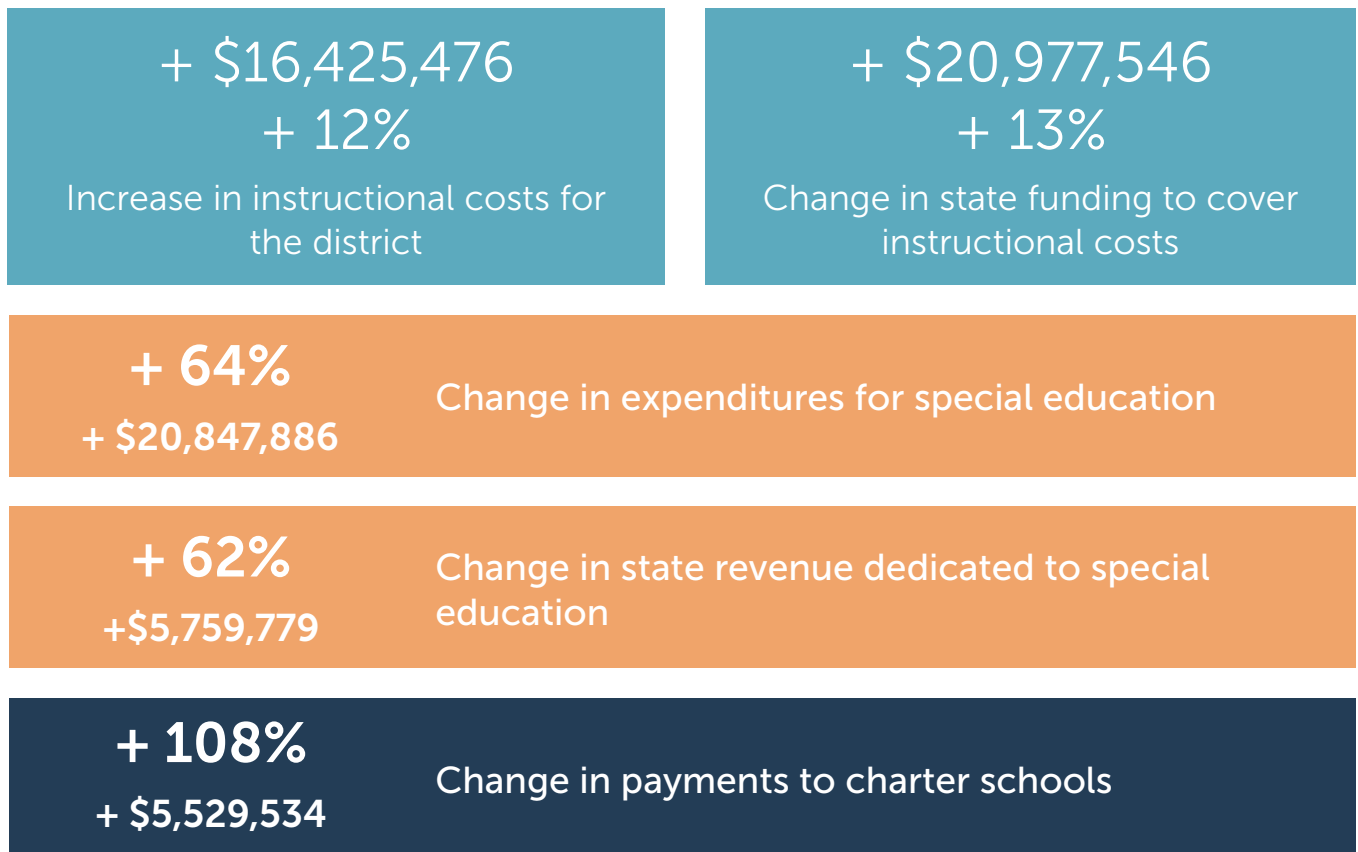 + $16,425,476
+ 12%
Increase in instructional costs for
the district
+ $20,977,546
+ 13%
Change in state funding to cover
instructional costs
+ 64%
+ $20,847,886
Change in expenditures for special education
+ 62%
+$5,759,779
Change in state revenue dedicated to special
education
+ 108%
+ $5,529,534
Change in payments to charter schools